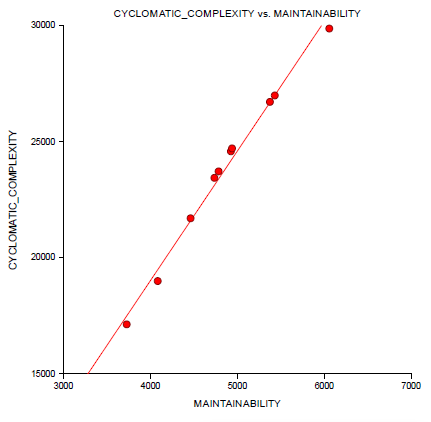 CYCLOMATIC_COMPLEXITY vs. MAINTAINABILITY
30000
25000
20000
15000
CYCLOMATIC_COMPLEXITY
3000 4000 5000 6000 7000
MAINTAINABILITY